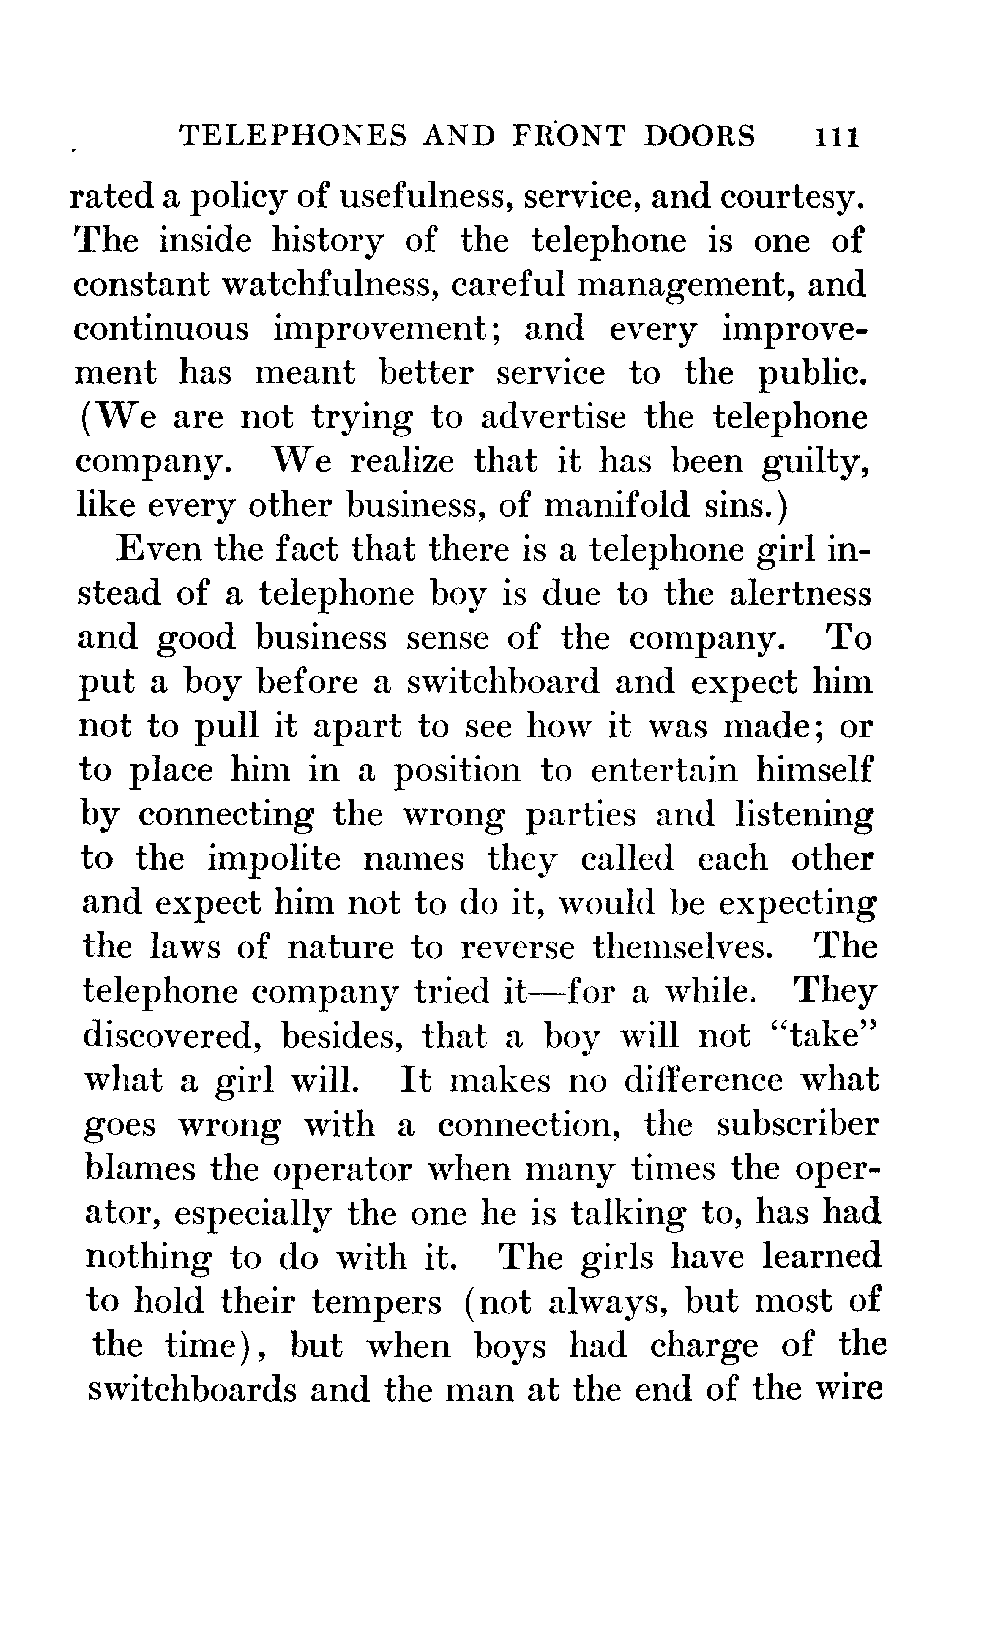 TELEPHONES AND FRONT DOORS 111
rated a policy of usefulness, service, and courtesy.
The inside history of the telephone is one of
constant watchfulness, careful management, and
continuous improvement; and every improve-
ment has meant better service to the public.
(We are not trying to advertise the telephone
company. We realize that it has been guilty,
like every other business, of manifold sins.)
Even the fact that there is a telephone girl in-
stead of a telephone boy is due to the alertness
and good business sense of the company. To
put a boy before a switchboard and expect him
not to pull it apart to see how it was made; or
to place him in a position to entertain himself
by connecting the wrong parties and listening
to the impolite names they called each other
and expect him not to do it, would be expecting
the laws of nature to reverse themselves. The
telephone company tried it—for a while. They
discovered, besides, that a boy will not “take”
what a girl will. It makes no difference what
goes wrong with a connection, the subscriber
blames the operator when many times the oper-
ator, especially the one he is talking to, has had
nothing to do with it. The girls have learned
to hold their tempers (not always, but most of
the time), but when boys had charge of the
switchboards and the man at the end of the wire